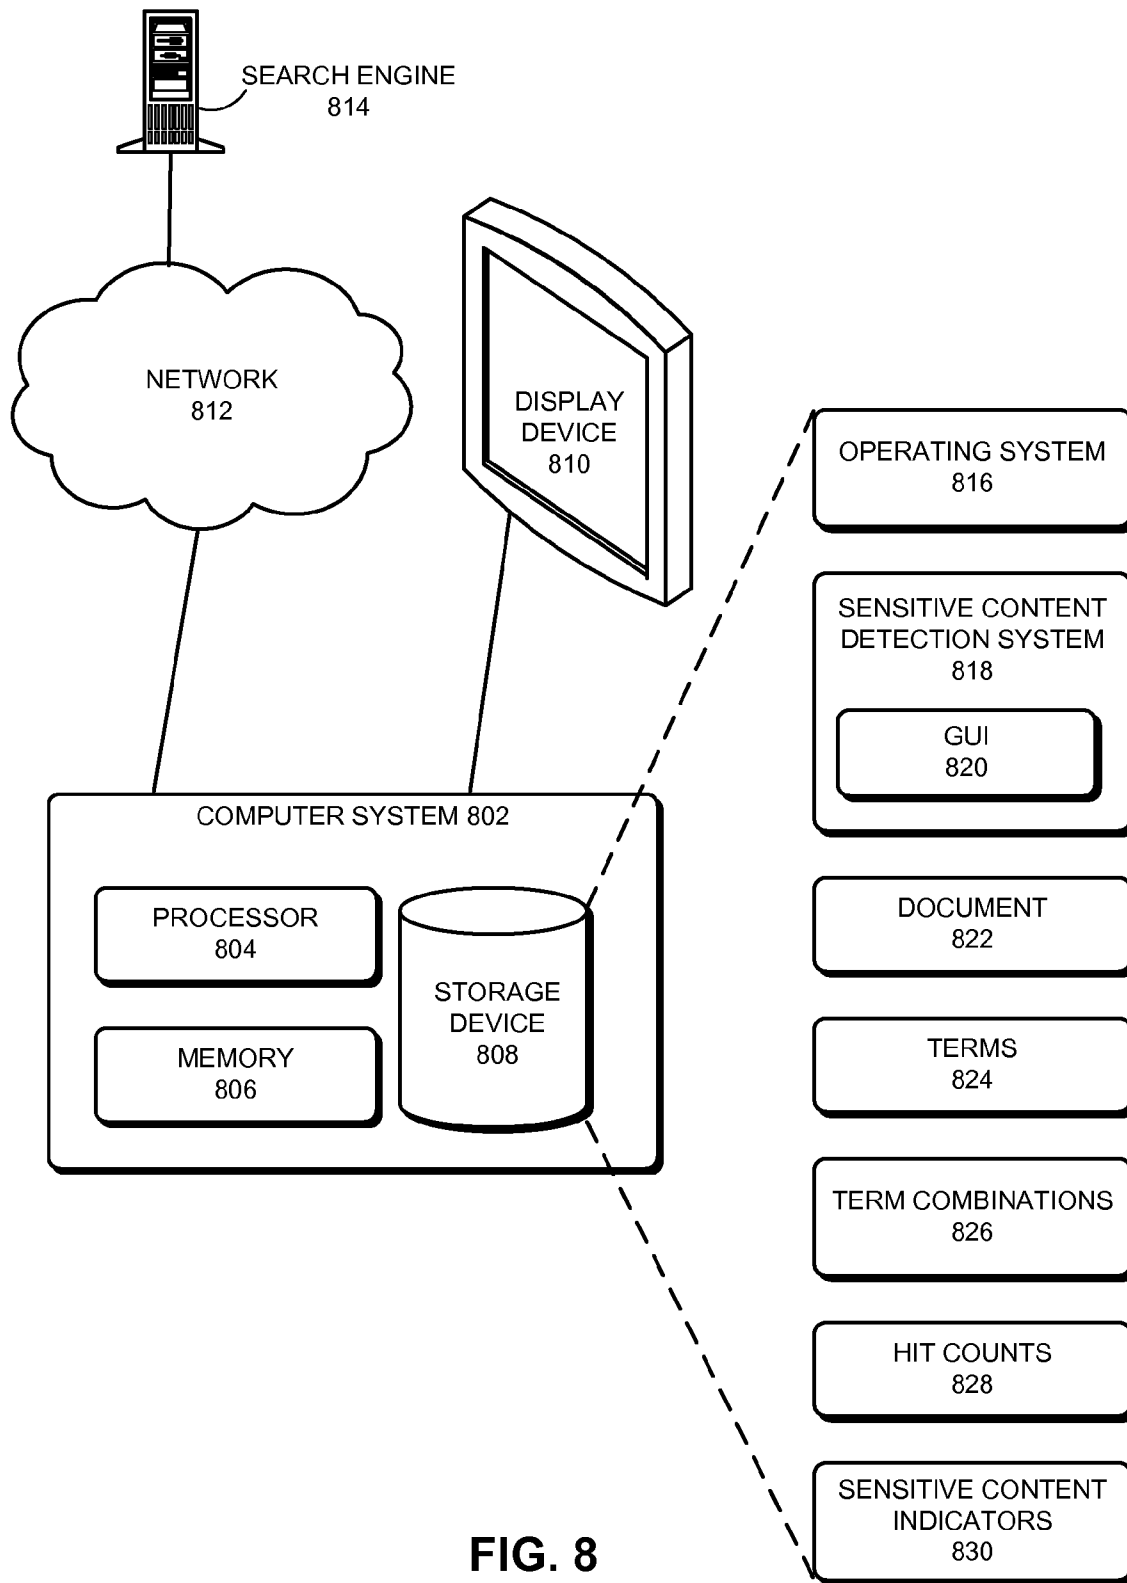 SEARCH ENGINE
814
NETWORK
812
DISPLAY
DEVICE
810
OPERATING SYSTEM
816
SENSITIVE CONTENT
DETECTION SYSTEM
818
GUI
820
COMPUTER SYSTEM 802
PROCESSOR
804
MEMORY
806
STORAGE
DEVICE
808
DOCUMENT
822
TERMS
824
TERM COMBINATIONS
826
HIT COUNTS
828
SENSITIVE CONTENT
INDICATORS
830
FIG. 8